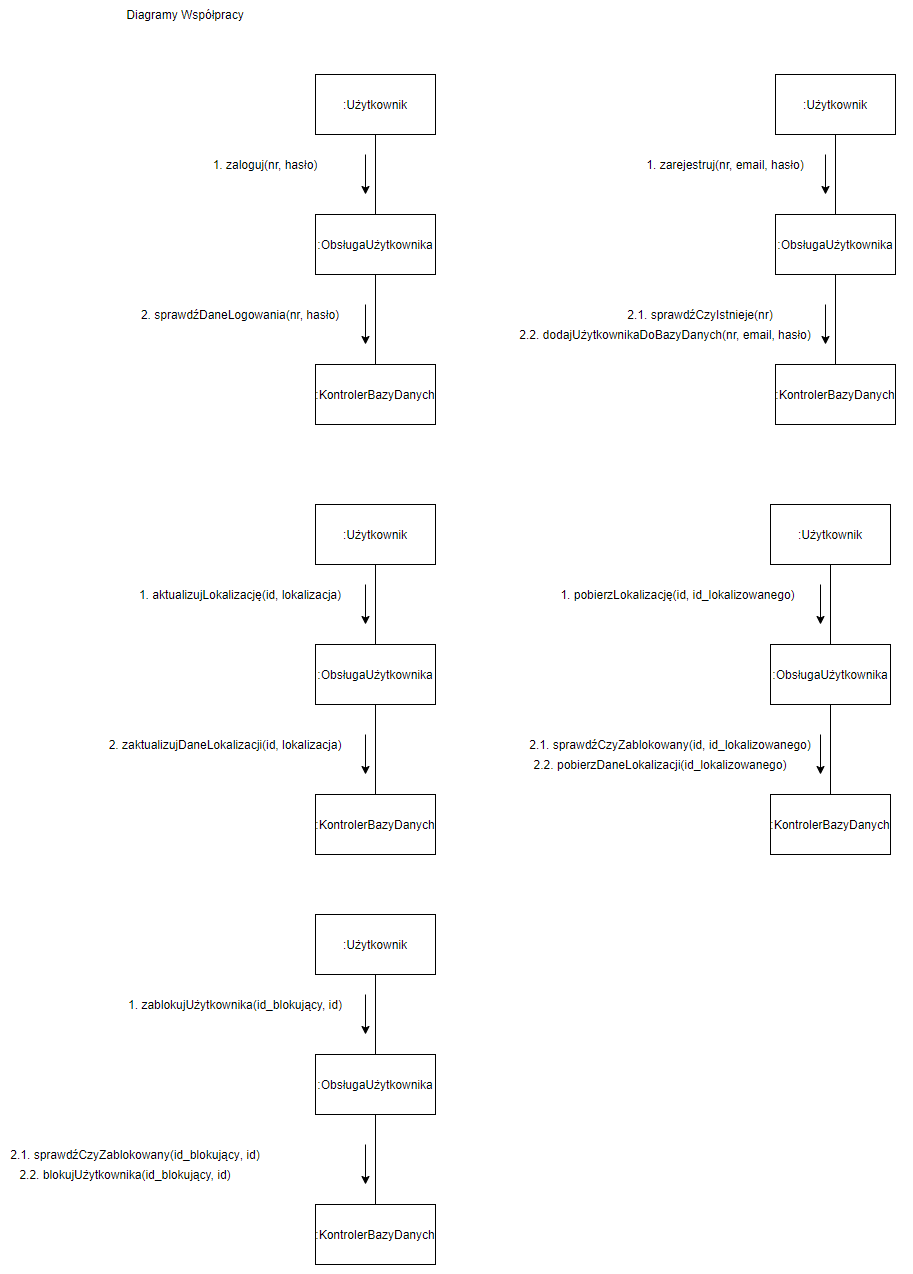 Diagramy Współpracy
:Użytkownik
1. zaloguj(nr, hasło)
:ObsługaUżytkownika
2. sprawdźDaneLogowania(nr, hasło)
:KontrolerBazyDanych
:Użytkownik
1. zarejestruj(nr, email, hasło)
:ObsługaUżytkownika
2.1. sprawdźCzyIstnieje(nr)
2.2. dodajUżytkownikaDoBazyDanych(nr, email, hasło)
:KontrolerBazyDanych
:Użytkownik
1. aktualizujLokalizację(id, lokalizacja)
:ObsługaUżytkownika
2. zaktualizujDaneLokalizacji(id, lokalizacja)
:KontrolerBazyDanych
:Użytkownik
1. pobierzLokalizację(id, id_lokalizowanego)
:ObsługaUżytkownika
2.1. sprawdźCzyZablokowany(id, id_lokalizowanego)
2.2. pobierzDaneLokalizacji(id_lokalizowanego)
:KontrolerBazyDanych
:Użytkownik
1. zablokujUżytkownika(id_blokujący, id)
:ObsługaUżytkownika
2.1. sprawdźCzyZablokowany(id_blokujący, id)
2.2. blokujUżytkownika(id_blokujący, id)
:KontrolerBazyDanych